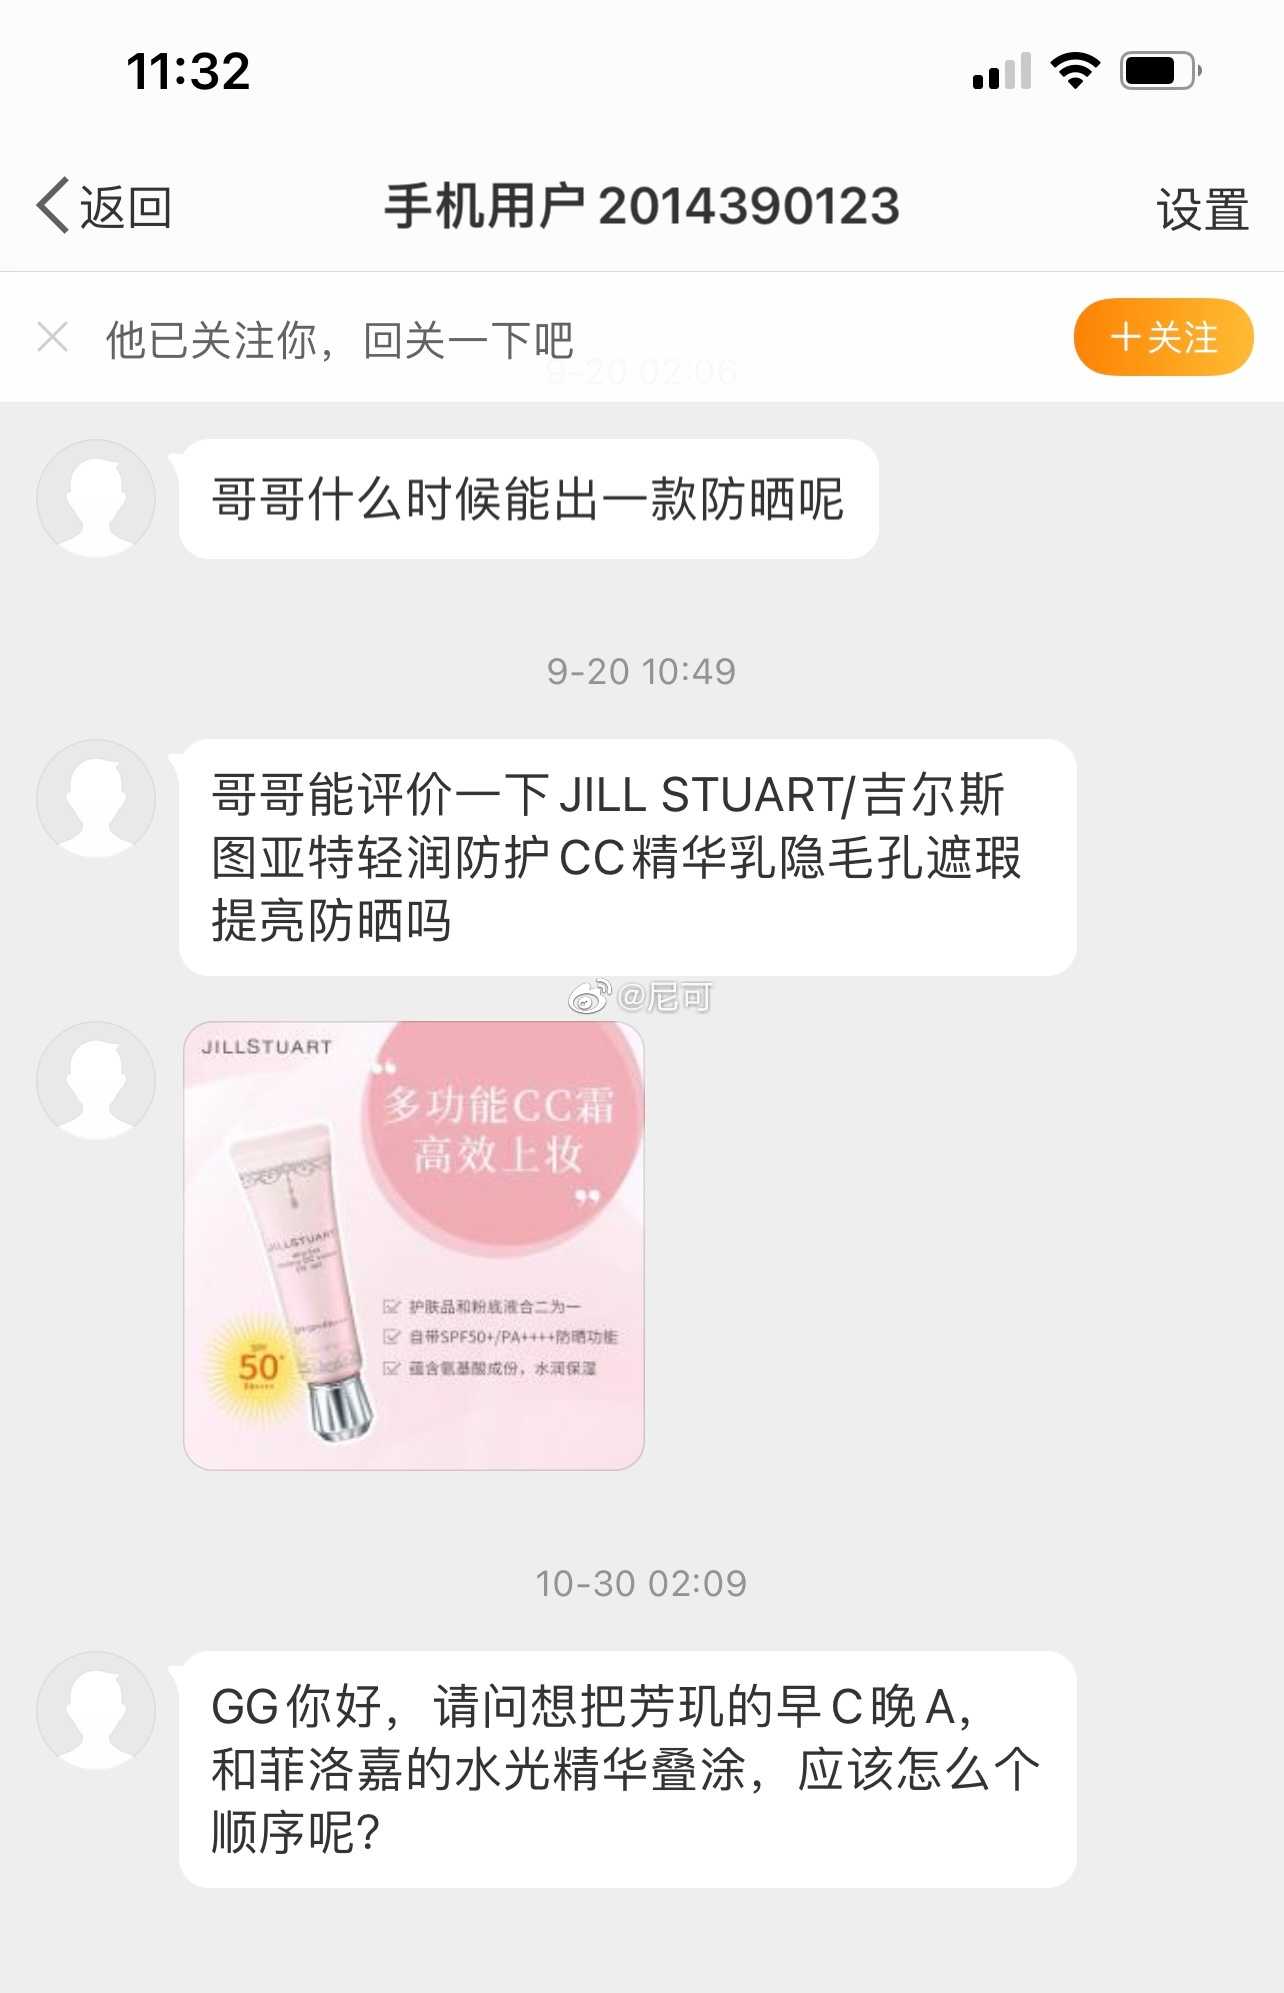 11:32
返回
手机用户2014390123
设置
他已关注你，回关一下吧
+关注
9-20 02:06
哥哥什么时候能出一款防晒呢
9-20 10:49
哥哥能评价一下JILL STUART/吉尔斯
图亚特轻润防护CC精华乳隐毛孔遮瑕
提亮防晒吗
@尼可
JILLSTUART
“
多功能CC霜
高效上妆
”
JILLSTUART
护肤品和粉底液合二为一
自带SPF50+/PA++++防晒功能
蕴含氨基酸成份，水润保湿
50+
10-30 02:09
GG你好，请问想把芳玑的早C晚A，
和菲洛嘉的水光精华叠涂，应该怎么个
顺序呢?